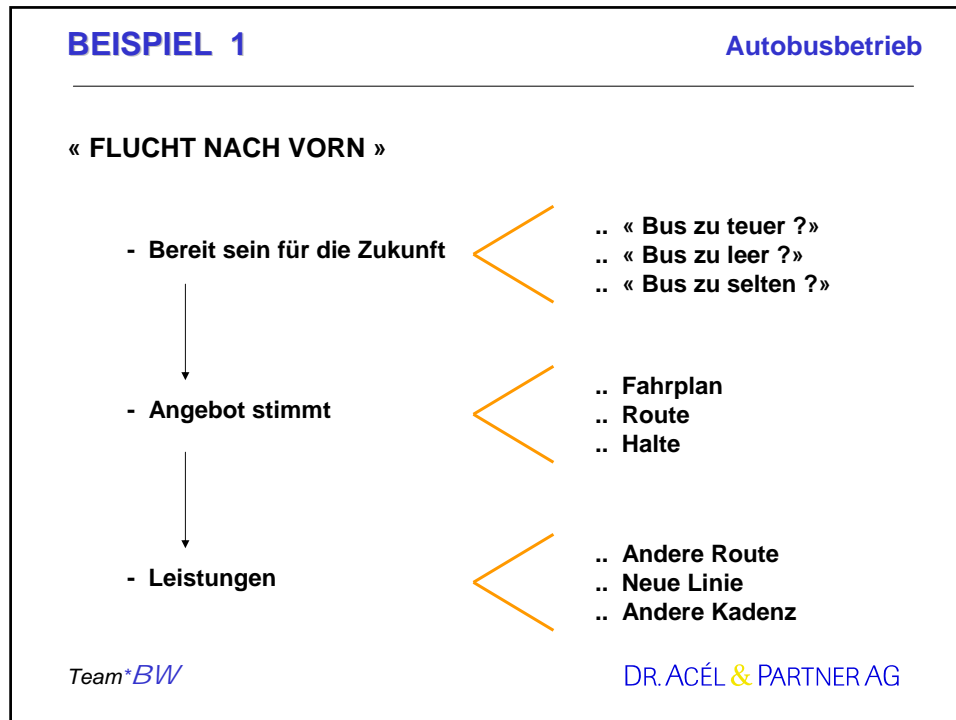 BEISPIEL 1
Autobusbetrieb
« FLUCHT NACH VORN »
- Bereit sein für die Zukunft
.. « Bus zu teuer ?»
.. « Bus zu leer ?»
.. « Bus zu selten ?»
- Angebot stimmt
.. Fahrplan
.. Route
.. Halte
- Leistungen
.. Andere Route
.. Neue Linie
.. Andere Kadenz
Team*BW
DR. ACÉL & PARTNER AG